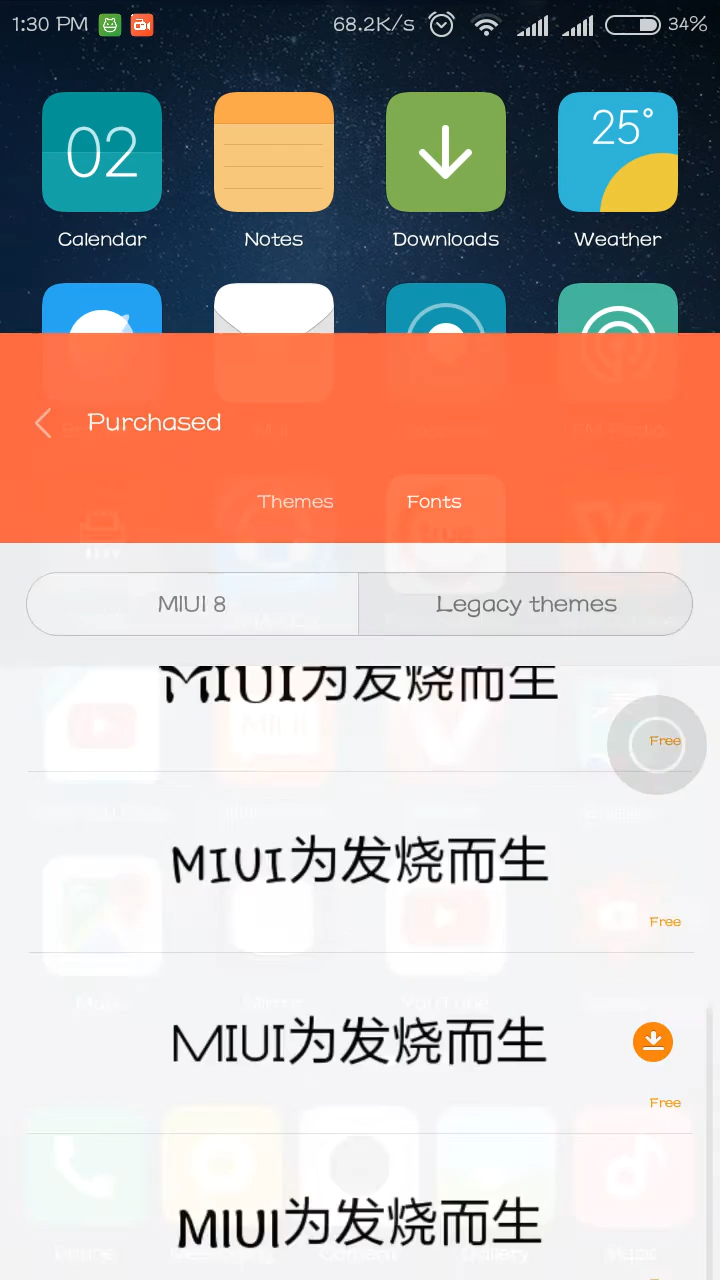 1:30 PM 68.2K/s 34%
02 25°
Calendar Notes Downloads Weather
Purchased
Themes Fonts
MIUI 8 Legacy themes
MIUI为发烧而生
Free
MIUI为发烧而生
Free
MIUI为发烧而生
Free
MIUI为发烧而生